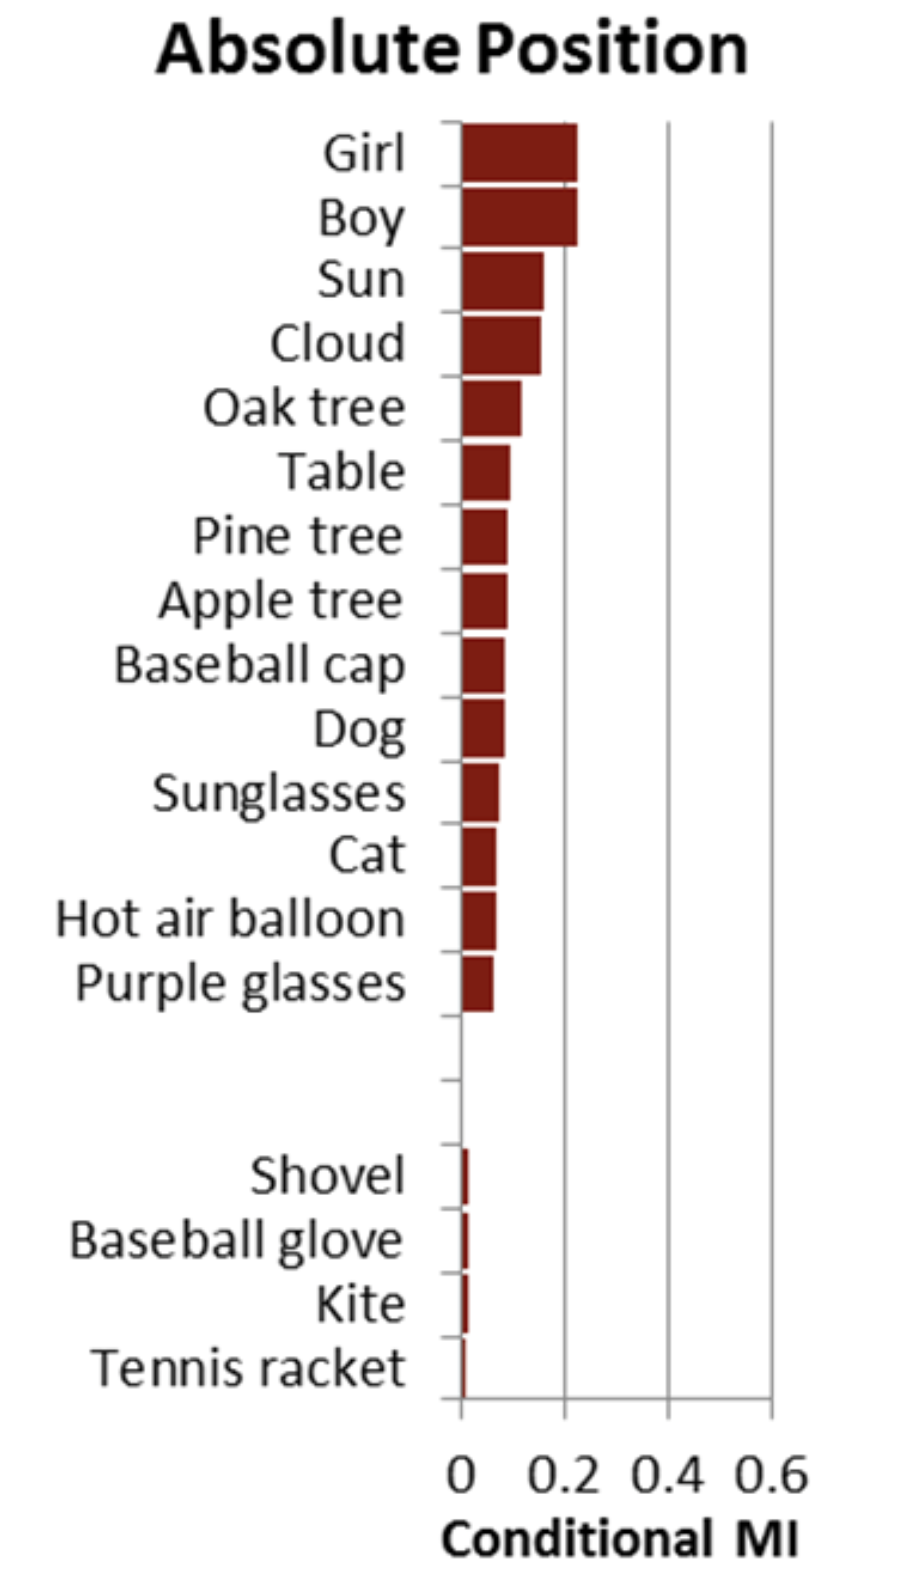 Absolute Position
Girl
Boy
Sun
Cloud
Oak tree
Table
Pine tree
Apple tree
Baseball cap
Dog
Sunglasses
Cat
Hot air balloon
Purple glasses
Shovel
Baseball glove
Kite
Tennis racket
0 0.2 0.4 0.6
Conditional MI